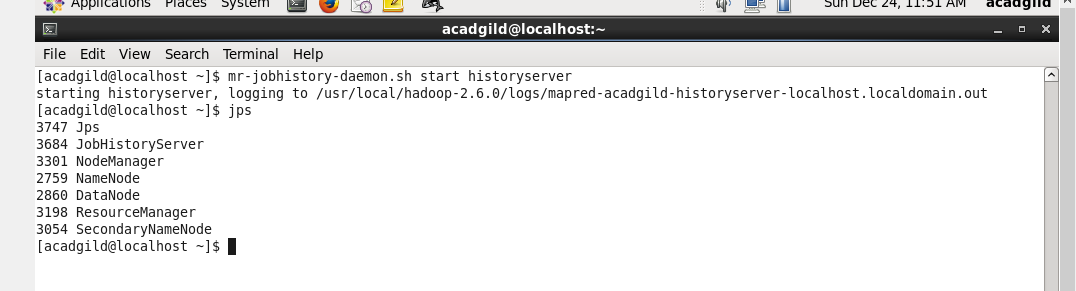 Applications Places System Sun Dec 24, 11:51 AM acadgild
acadgild@localhost:~
File Edit View Search Terminal Help
[acadgild@localhost ~]$ mr-jobhistory-daemon.sh start historyserver
starting historyserver, logging to /usr/local/hadoop-2.6.0/logs/mapred-acadgild-historyserver-localhost.localdomain.out
[acadgild@localhost ~]$ jps
3747 Jps
3684 JobHistoryServer
3301 NodeManager
2759 NameNode
2860 DataNode
3198 ResourceManager
3054 SecondaryNameNode
[acadgild@localhost ~]$